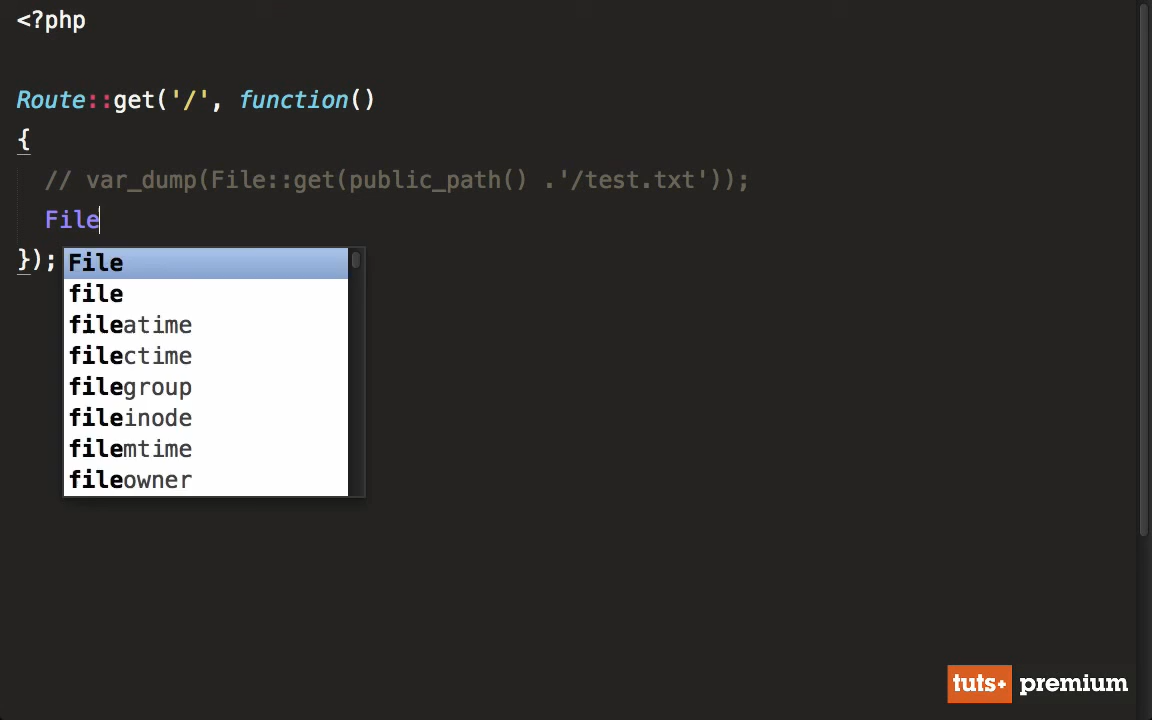 <?php
Route::get('/', function()
{
// var_dump(File::get(public_path() .'/test.txt'));
File
});
File
file
fileatime
filectime
filegroup
fileinode
filemtime
fileowner
tuts+ premium